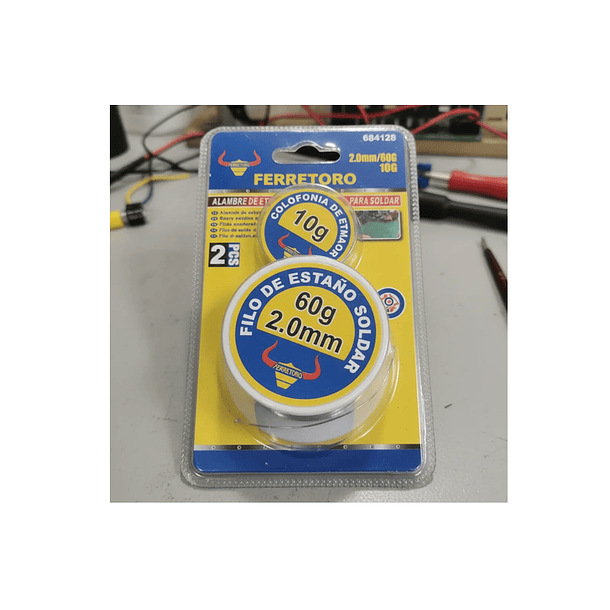 684128
2.0mm/60G
10G
FERRETORO
ALAMBRE DE ET PARA SOLDAR
COLOFONIA DE ETMAOR
10g
2 PCS
FILO DE ESTAÑO SOLDAR
60g
2.0mm
FERRETORO